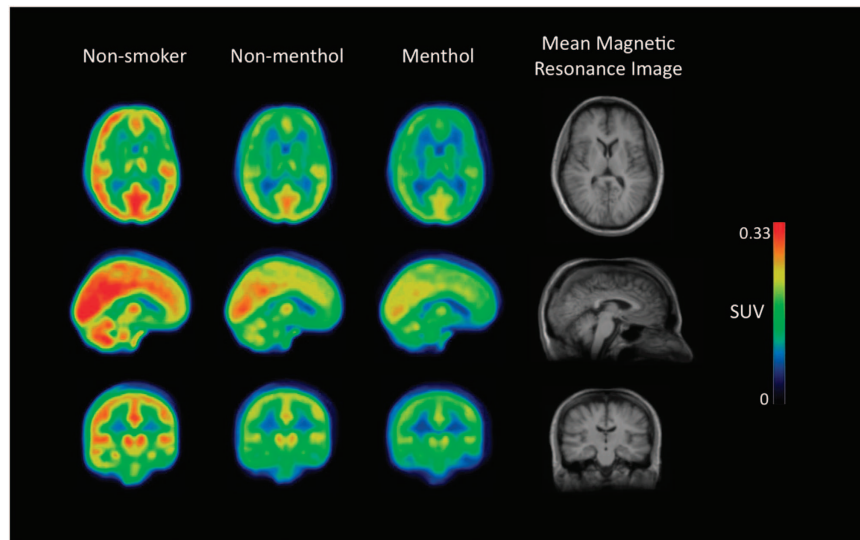 Non-smoker
Non-menthol
Menthol
Mean Magnetic
Resonance Image
0.33
SUV
0